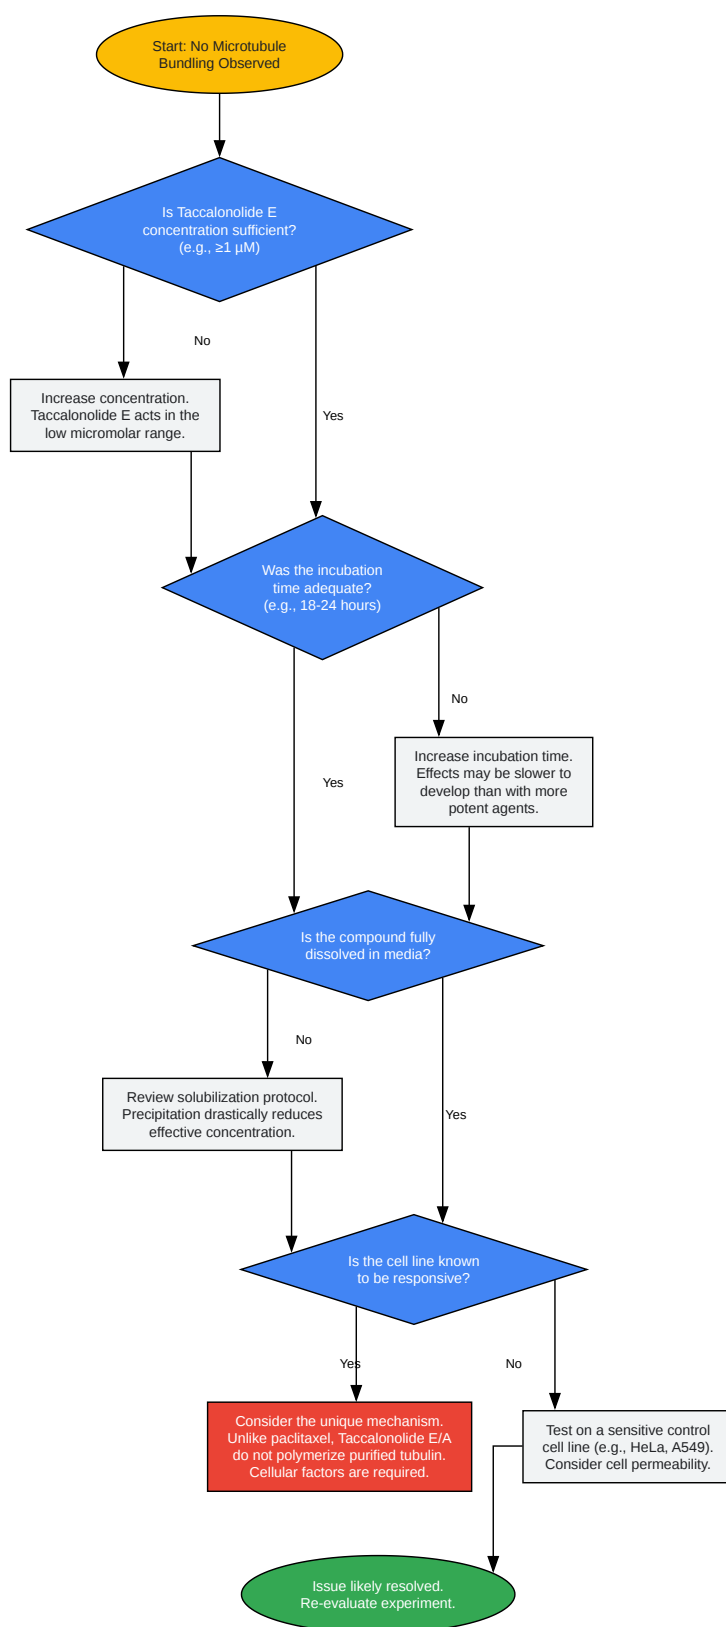 Start: No Microtubule
Bundling Observed
Is Taccalonolide E
concentration sufficient?
(e.g., ≥1 µM)
No
Increase concentration.
Taccalonolide E acts in the
low micromolar range.
Yes
Was the incubation
time adequate?
(e.g., 18-24 hours)
No
Increase incubation time.
Effects may be slower to
develop than with more
potent agents.
Yes
Is the compound fully
dissolved in media?
No
Review solubilization protocol.
Precipitation drastically reduces
effective concentration.
Yes
Is the cell line known
to be responsive?
Yes
No
Consider the unique mechanism.
Unlike paclitaxel, Taccalonolide E/A
do not polymerize purified tubulin.
Cellular factors are required.
Test on a sensitive control
cell line (e.g., HeLa, A549).
Consider cell permeability.
Issue likely resolved.
Re-evaluate experiment.